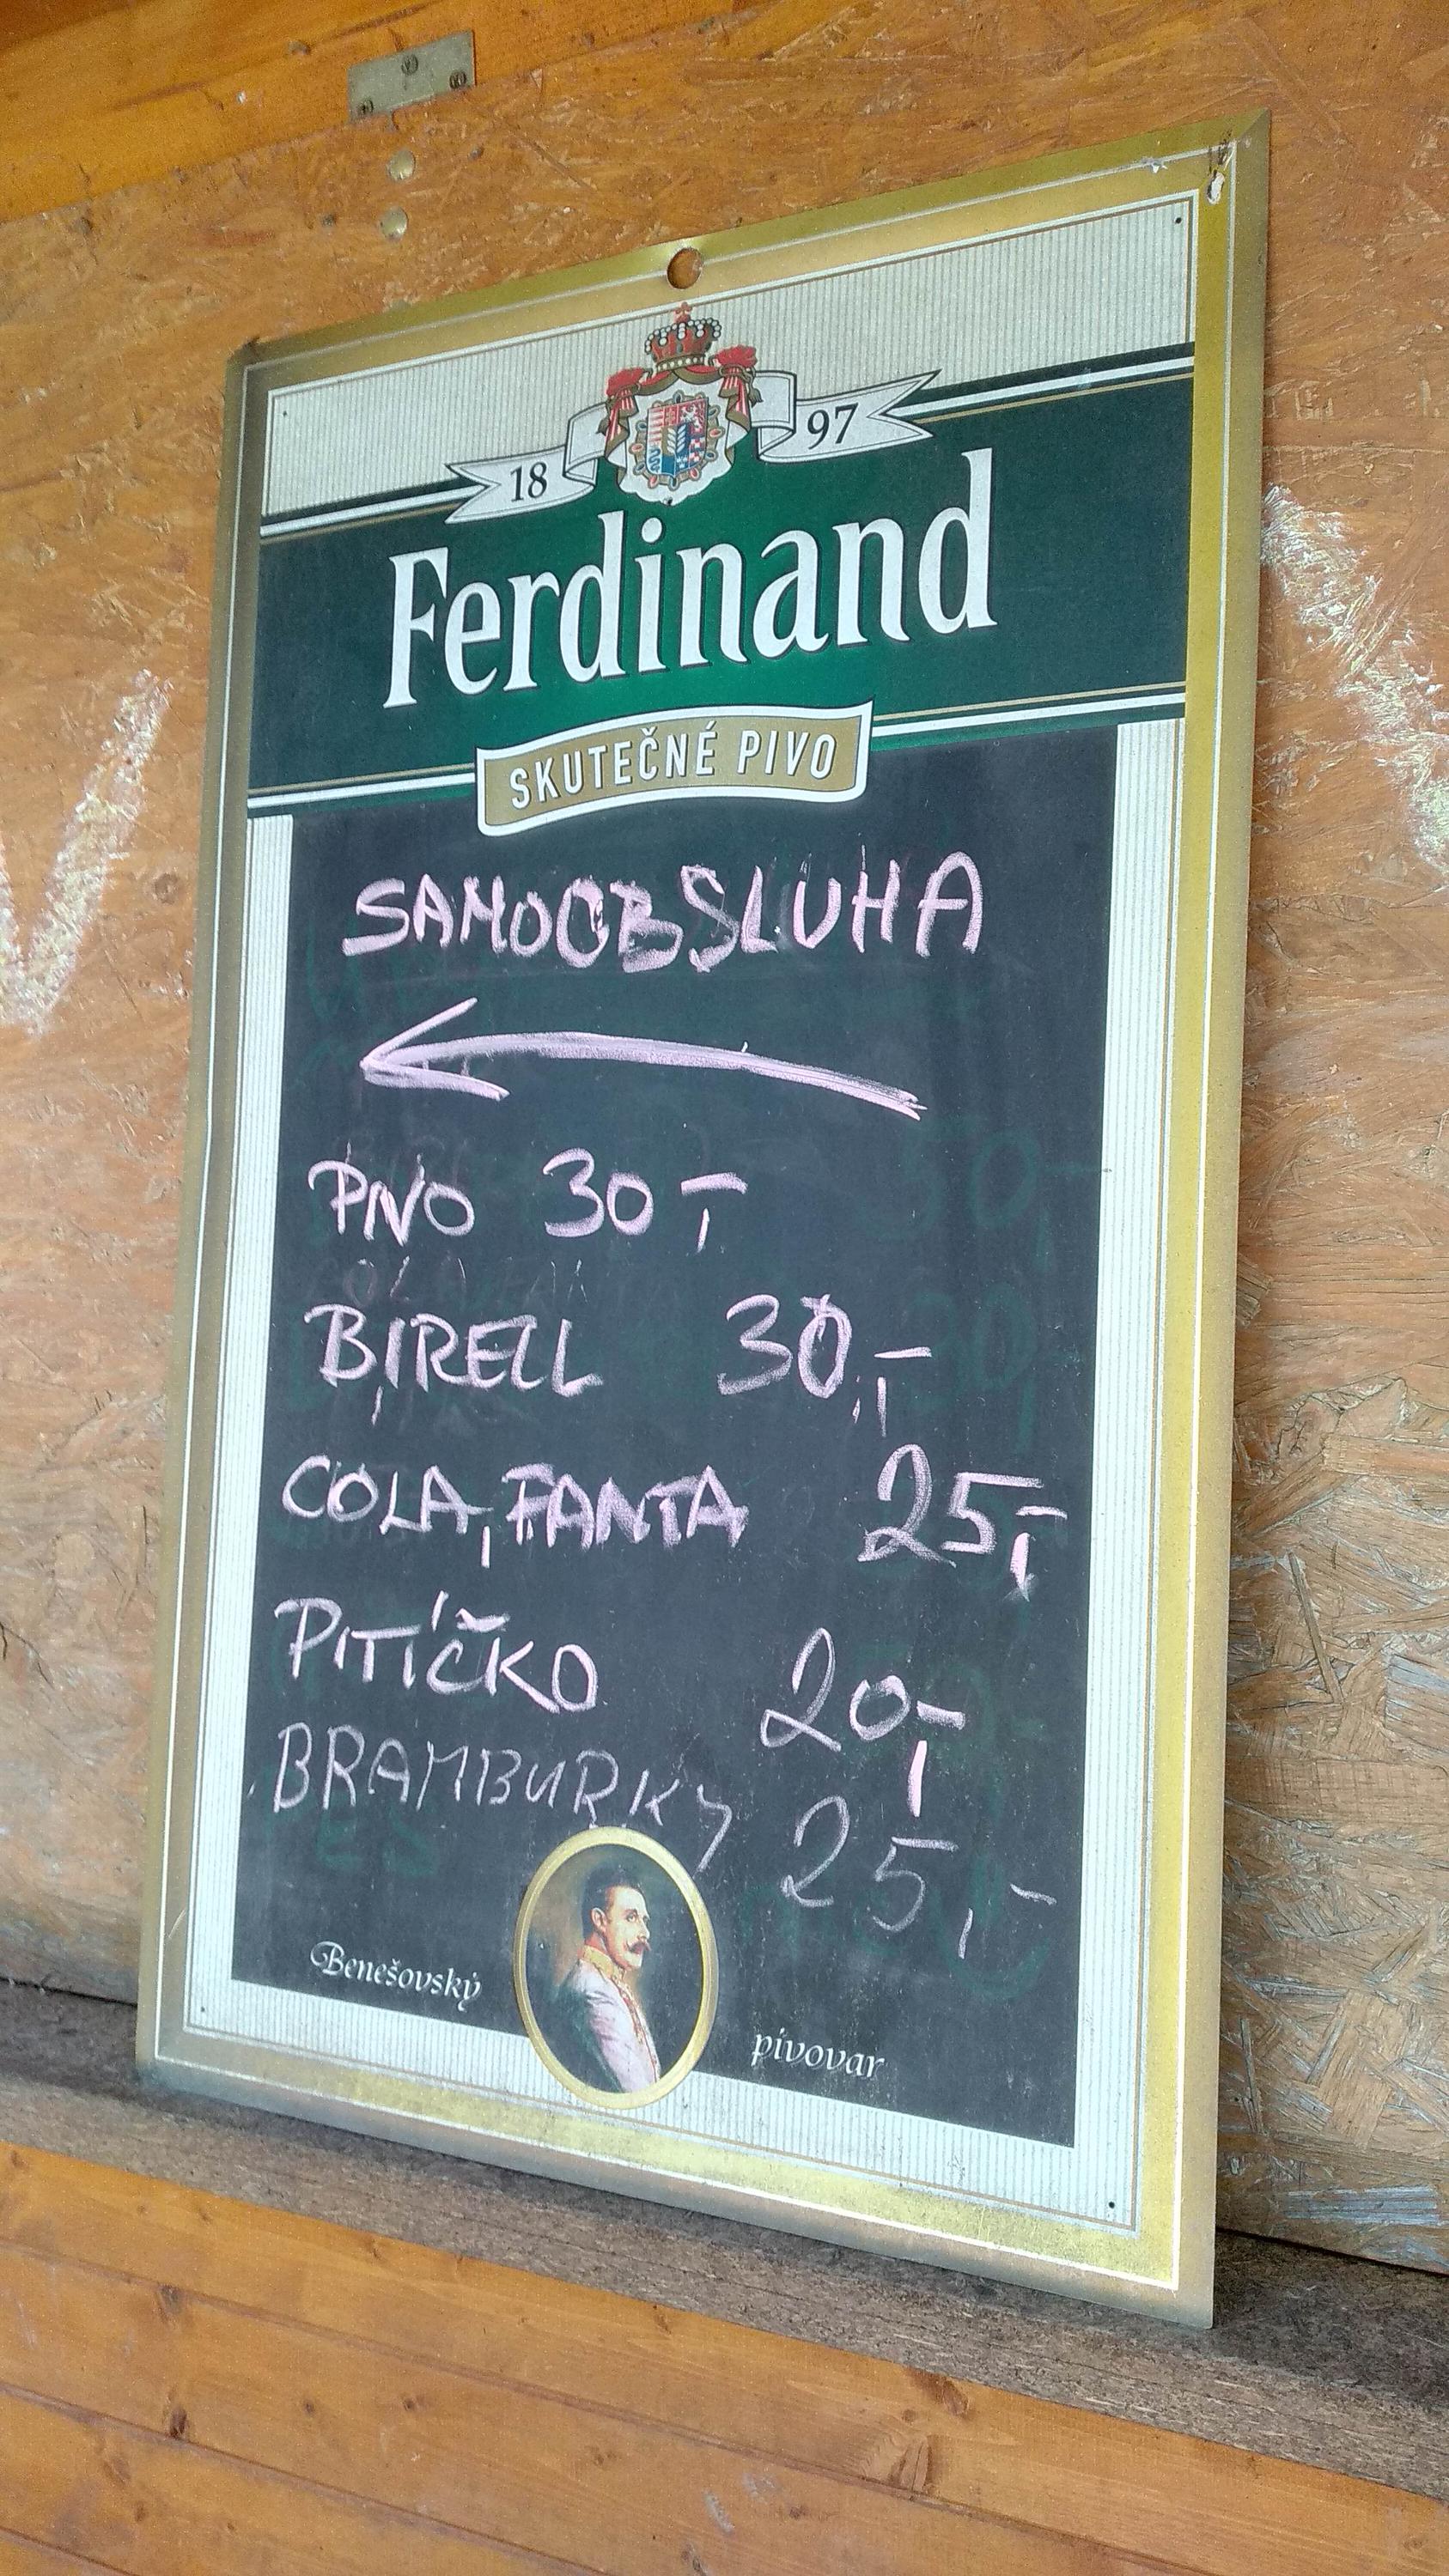 18 97
Ferdinand
SKUTEČNÉ PIVO
SAMOOBSLUHA
PIVO 30,-
BIRELL 30,-
COLA, FANTA 25,-
PITÍČKO 20,-
BRAMBURKY 25,-
Benešovský pivovar